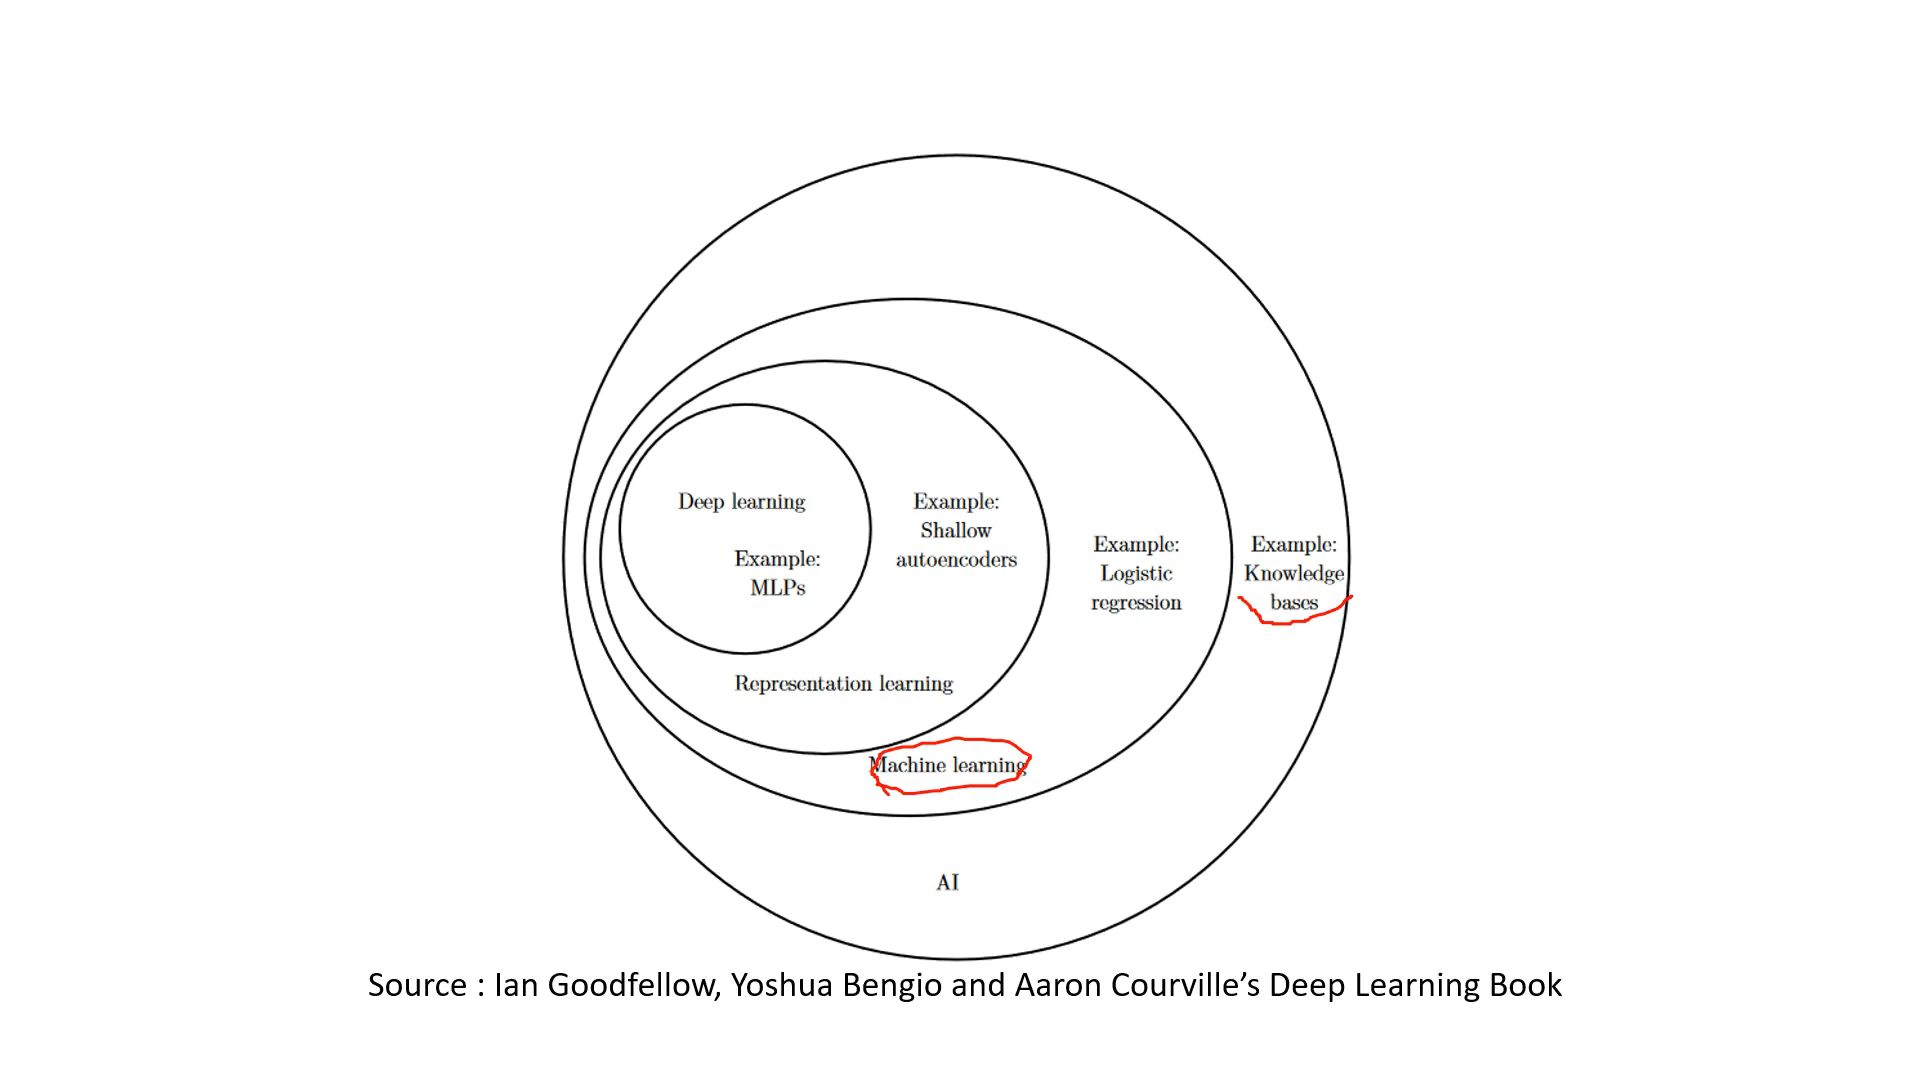 Deep learning
Example:
MLPs
Example:
Shallow
autoencoders
Example:
Logistic
regression
Example:
Knowledge
bases
Representation learning
Machine learning
AI
Source : Ian Goodfellow, Yoshua Bengio and Aaron Courville’s Deep Learning Book